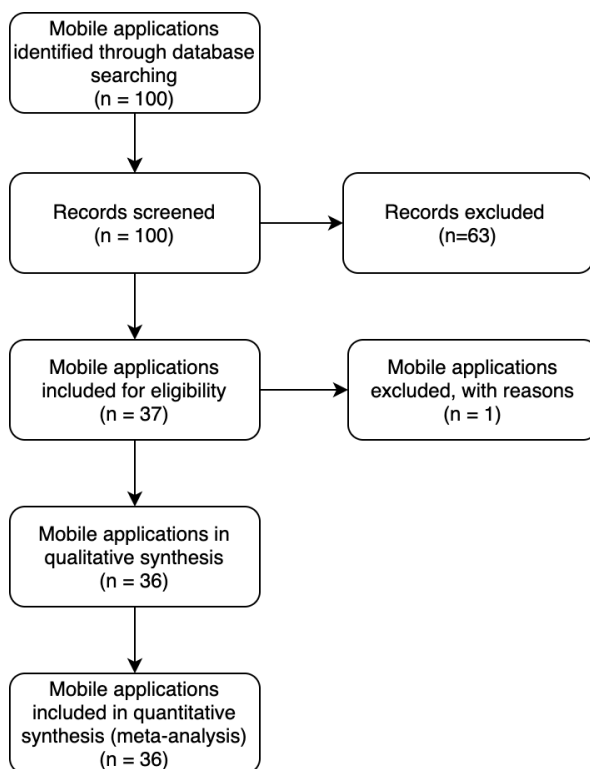 Mobile applications
identified through database
searching
(n = 100)
Records screened
(n = 100)
Records excluded
(n=63)
Mobile applications
included for eligibility
(n = 37)
Mobile applications
excluded, with reasons
(n = 1)
Mobile applications in
qualitative synthesis
(n = 36)
Mobile applications
included in quantitative
synthesis (meta-analysis)
(n = 36)